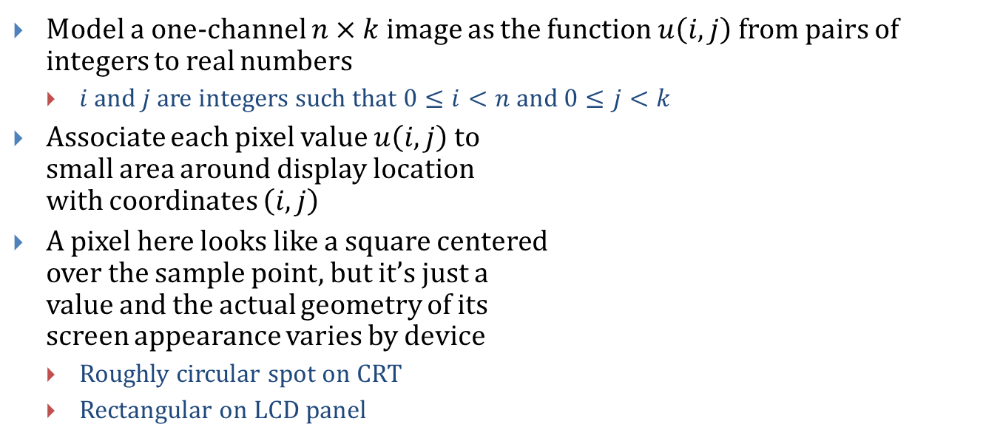 Model a one-channel n × k image as the function u(i, j) from pairs of
integers to real numbers
i and j are integers such that 0 ≤ i < n and 0 ≤ j < k
Associate each pixel value u(i, j) to
small area around display location
with coordinates (i, j)
A pixel here looks like a square centered
over the sample point, but it’s just a
value and the actual geometry of its
screen appearance varies by device
Roughly circular spot on CRT
Rectangular on LCD panel